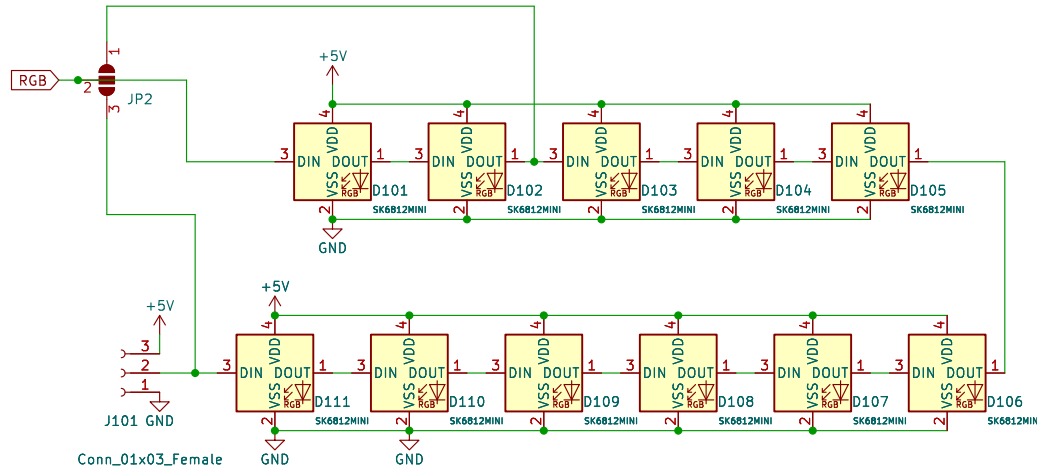 1
RGB
2
JP2
3
+5V
4 4 4 4 4
VDD VDD VDD VDD VDD
3 DIN DOUT 1 3 DIN DOUT 1 3 DIN DOUT 1 3 DIN DOUT 1 3 DIN DOUT 1
VSS RGB D101 VSS RGB D102 VSS RGB D103 VSS RGB D104 VSS RGB D105
2 SK6812MINI 2 SK6812MINI 2 SK6812MINI 2 SK6812MINI 2 SK6812MINI
GND
+5V +5V
4 4 4 4 4 4
VDD VDD VDD VDD VDD VDD
3
2 3 DIN DOUT 1 3 DIN DOUT 1 3 DIN DOUT 1 3 DIN DOUT 1 3 DIN DOUT 1 3 DIN DOUT 1
1 VSS RGB D111 VSS RGB D110 VSS RGB D109 VSS RGB D108 VSS RGB D107 VSS RGB D106
J101 GND 2 SK6812MINI 2 SK6812MINI 2 SK6812MINI 2 SK6812MINI 2 SK6812MINI 2 SK6812MINI
Conn_01x03_Female GND GND